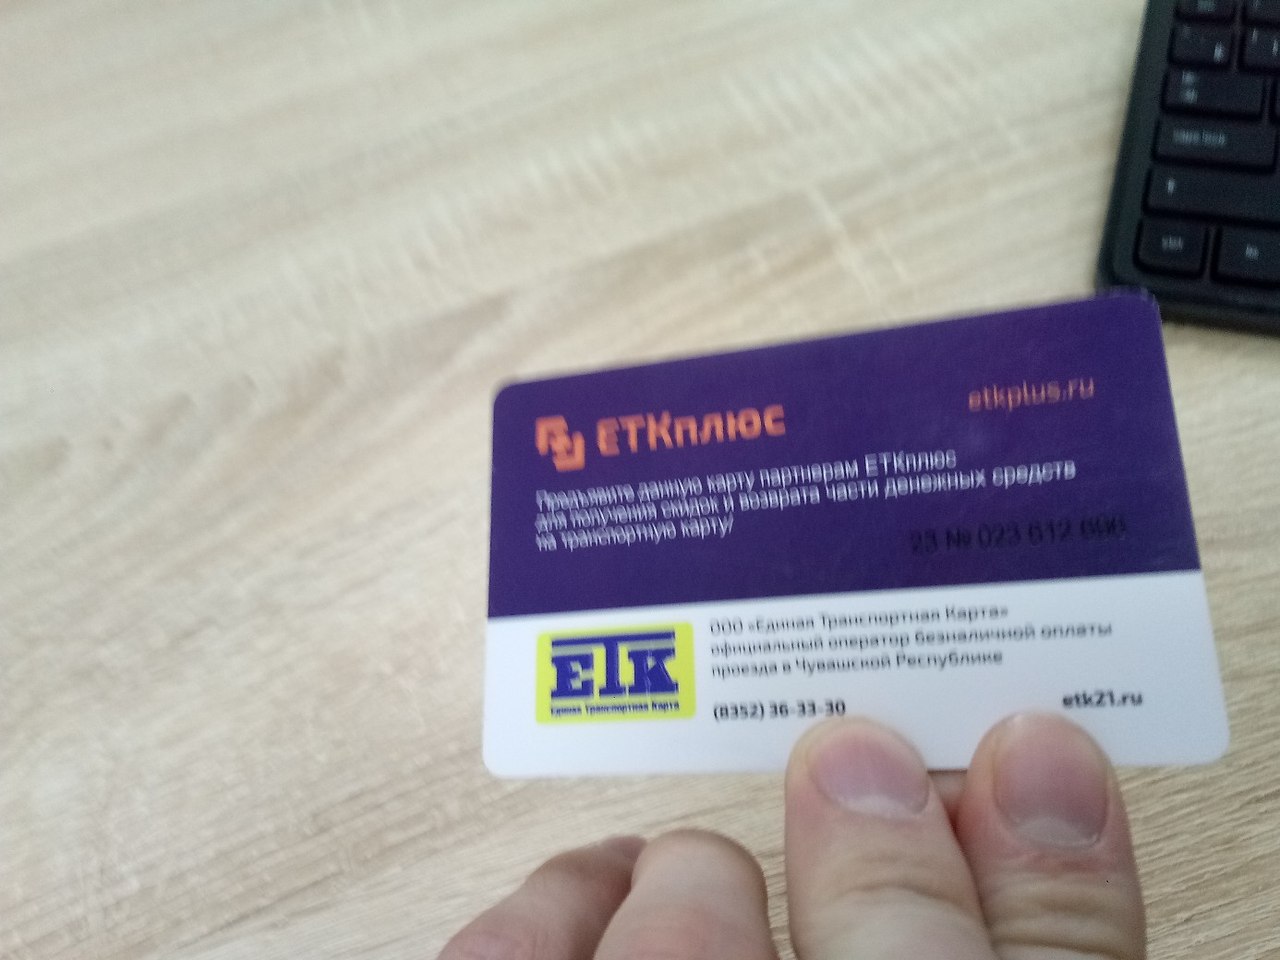 ЕТКплюс
etkplus.ru
Предъявите данную карту партнерам ЕТКплюс
для получения скидок и возврата части денежных средств
на транспортную карту!
23 № 023 612
ЕТК
Единая Транспортная Карта
ООО «Единая Транспортная Карта»
официальный оператор безналичной оплаты
проезда в Чувашской Республике
(8352) 36-33-30
etk21.ru